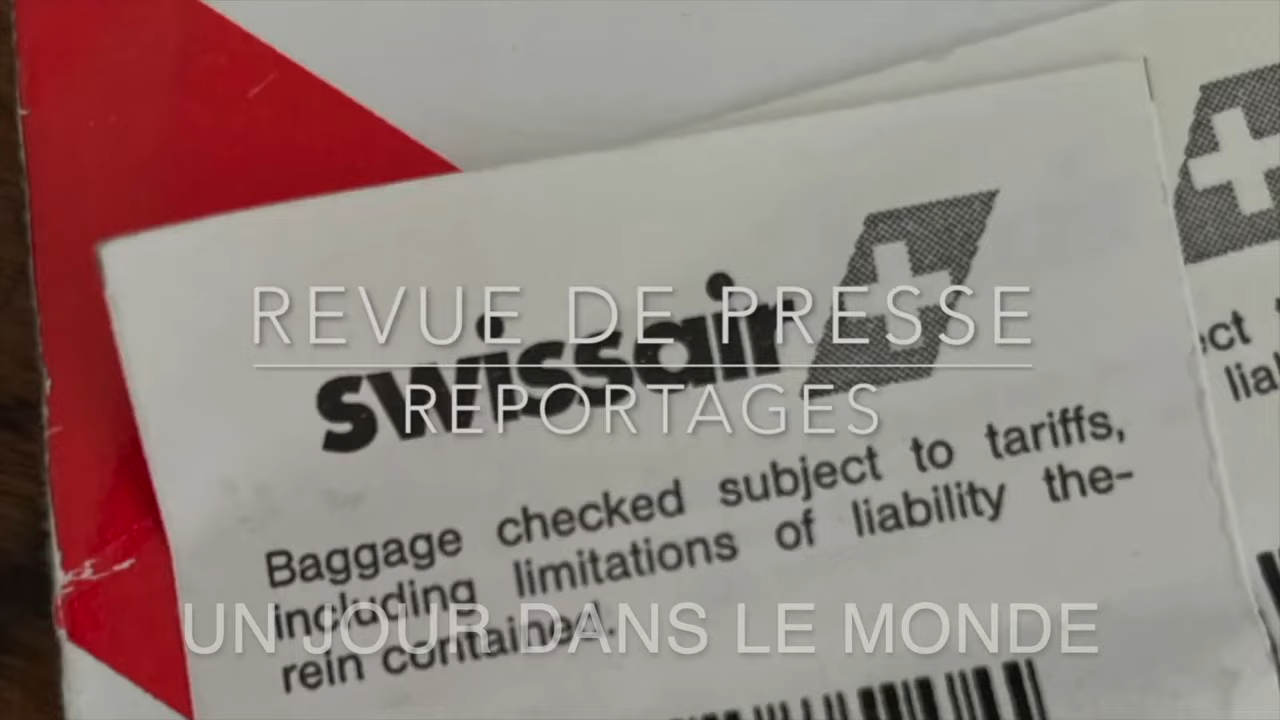 REVUE DE PRESSE
swissair
REPORTAGES
Baggage checked subject to tariffs,
including limitations of liability the-
rein contained.
UN JOUR DANS LE MONDE
ct
lia